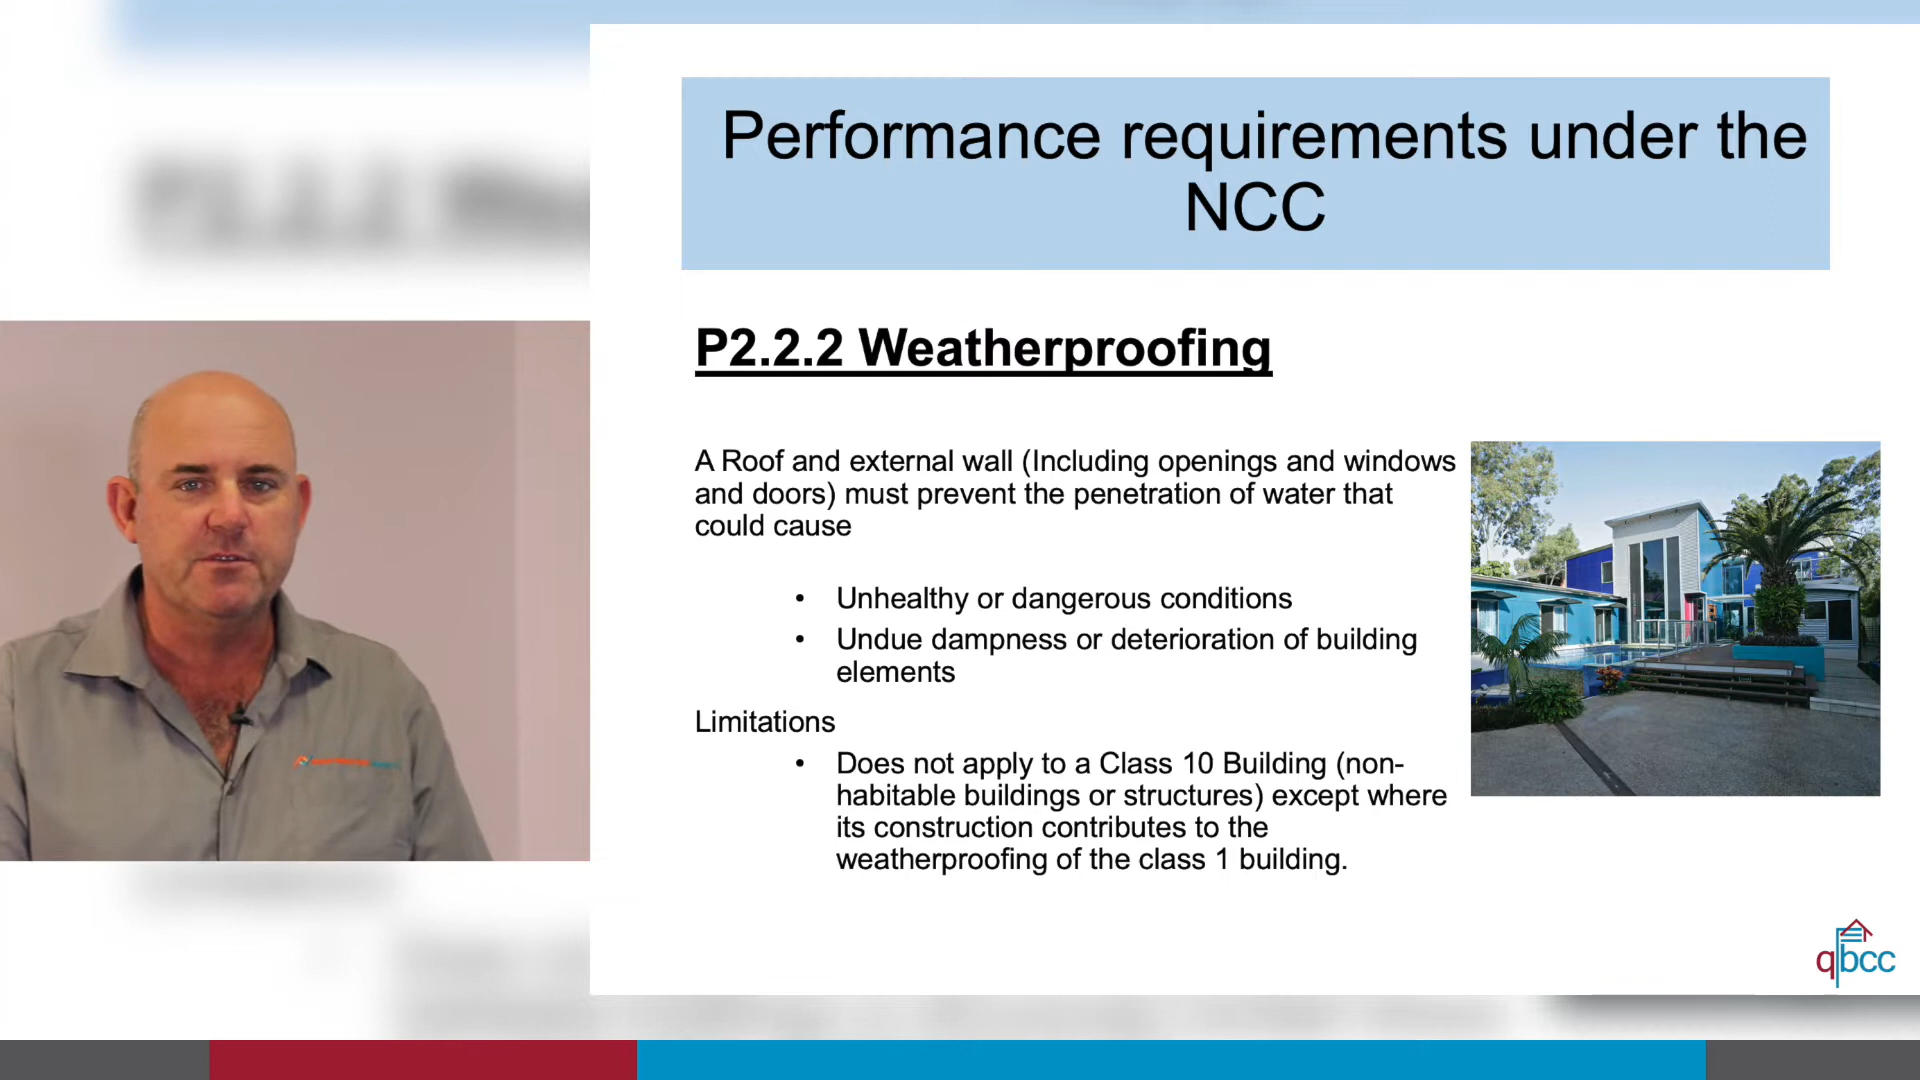 Performance requirements under the
NCC
P2.2.2 Weatherproofing
A Roof and external wall (Including openings and windows
and doors) must prevent the penetration of water that
could cause
• Unhealthy or dangerous conditions
• Undue dampness or deterioration of building
elements
Limitations
• Does not apply to a Class 10 Building (non-
habitable buildings or structures) except where
its construction contributes to the
weatherproofing of the class 1 building.
qbcc